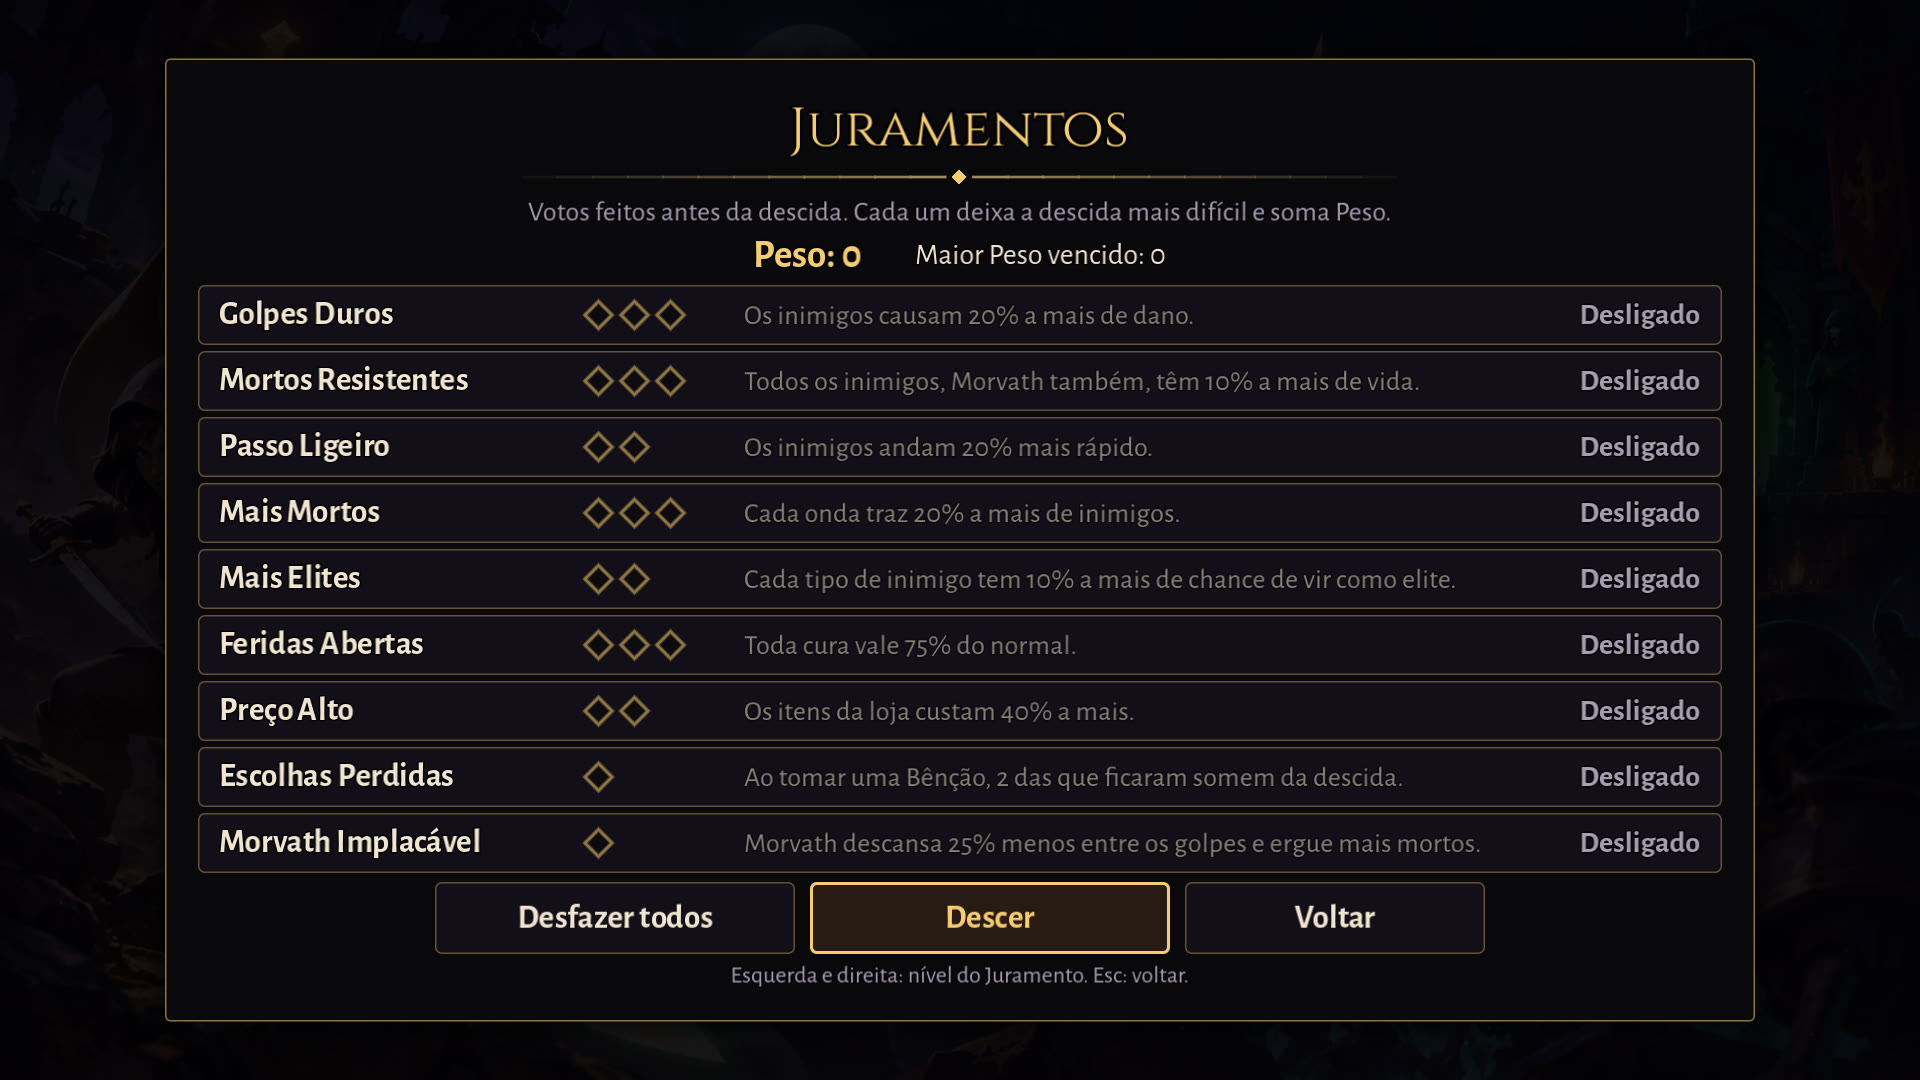 Juramentos
Votos feitos antes da descida. Cada um deixa a descida mais difícil e soma Peso.
Peso: 0 Maior Peso vencido: 0
Golpes Duros Os inimigos causam 20% a mais de dano. Desligado
Mortos Resistentes Todos os inimigos, Morvath também, têm 10% a mais de vida. Desligado
Passo Ligeiro Os inimigos andam 20% mais rápido. Desligado
Mais Mortos Cada onda traz 20% a mais de inimigos. Desligado
Mais Elites Cada tipo de inimigo tem 10% a mais de chance de vir como elite. Desligado
Feridas Abertas Toda cura vale 75% do normal. Desligado
Preço Alto Os itens da loja custam 40% a mais. Desligado
Escolhas Perdidas Ao tomar uma Bênção, 2 das que ficaram somem da descida. Desligado
Morvath Implacável Morvath descansa 25% menos entre os golpes e ergue mais mortos. Desligado
Desfazer todos Descer Voltar
Esquerda e direita: nível do Juramento. Esc: voltar.